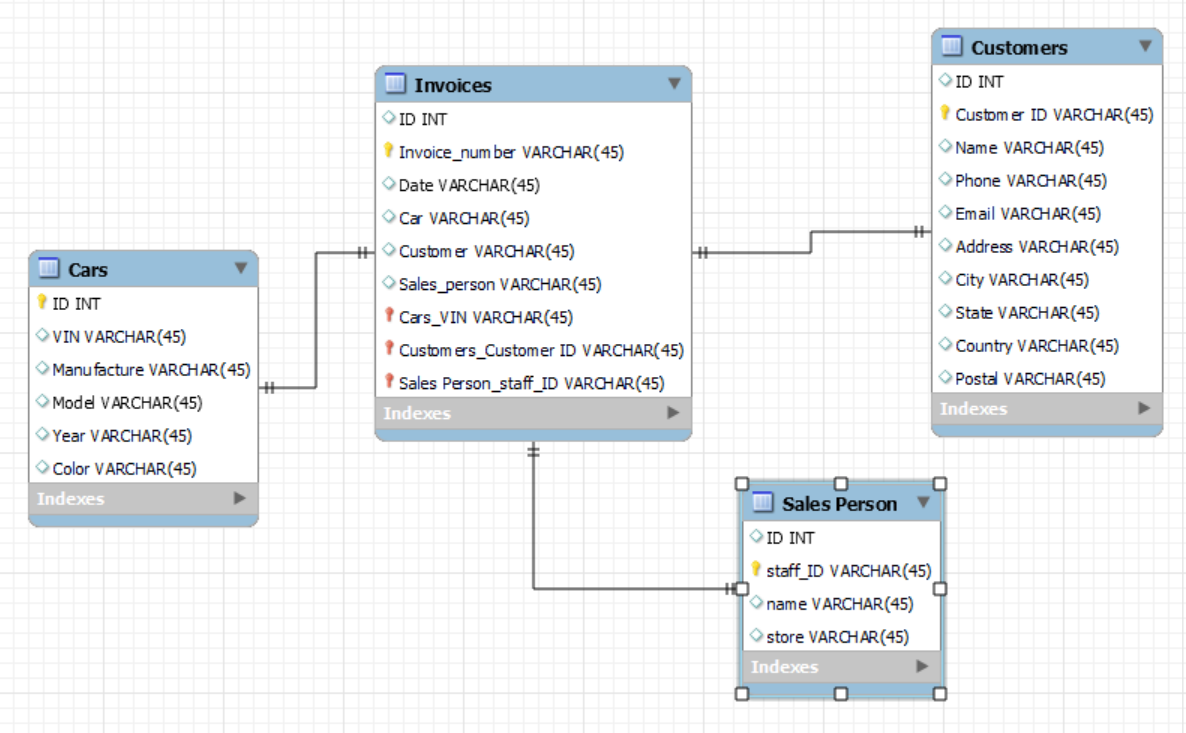 Cars
ID INT
VIN VARCHAR(45)
Manufacture VARCHAR(45)
Model VARCHAR(45)
Year VARCHAR(45)
Color VARCHAR(45)
Indexes
Invoices
ID INT
Invoice_number VARCHAR(45)
Date VARCHAR(45)
Car VARCHAR(45)
Customer VARCHAR(45)
Sales_person VARCHAR(45)
Cars_VIN VARCHAR(45)
Customers_Customer ID VARCHAR(45)
Sales Person_staff_ID VARCHAR(45)
Indexes
Customers
ID INT
Customer ID VARCHAR(45)
Name VARCHAR(45)
Phone VARCHAR(45)
Email VARCHAR(45)
Address VARCHAR(45)
City VARCHAR(45)
State VARCHAR(45)
Country VARCHAR(45)
Postal VARCHAR(45)
Indexes
Sales Person
ID INT
staff_ID VARCHAR(45)
name VARCHAR(45)
store VARCHAR(45)
Indexes